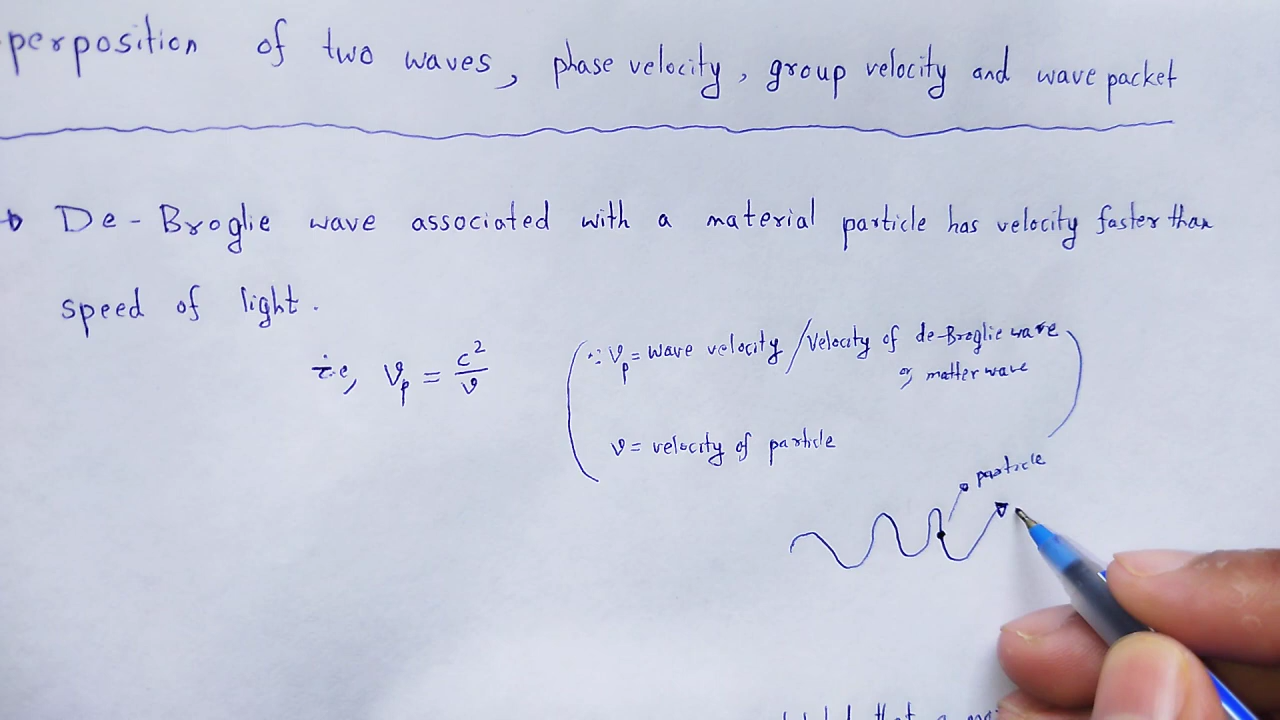 perposition of two waves, phase velocity, group velocity and wave packet
De-Broglie wave associated with a material particle has velocity faster than
speed of light.
i.e, Vp = c²/v
(∵ Vp = wave velocity / Velocity of de-Broglie wave
or matter wave
v = velocity of particle)
particle
that a